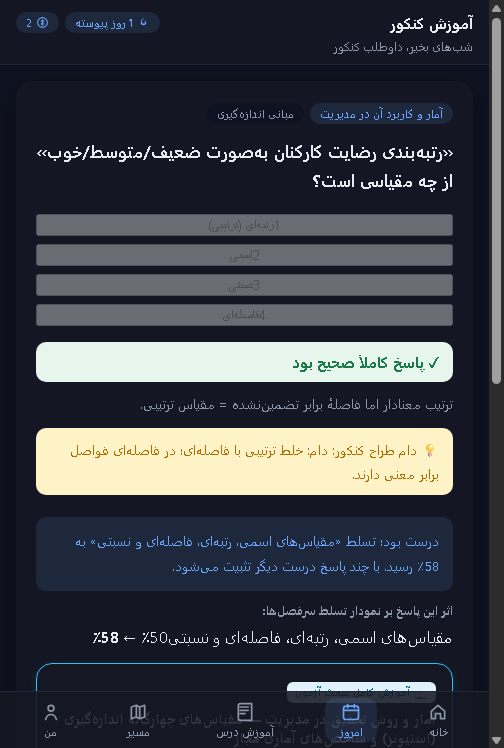 آموزش کنکور
شب‌های بخیر، داوطلب کنکور
1 روز پیوسته
2
آمار و کاربرد آن در مدیریت
مبانی اندازه‌گیری
«رتبه‌بندی رضایت کارکنان به‌صورت ضعیف/متوسط/خوب»
از چه مقیاسی است؟
1رتبه‌ای (ترتیبی)
2اسمی
3نسبتی
4فاصله‌ای
✓ پاسخ کاملاً صحیح بود
ترتیب معنادار اما فاصلهٔ برابر تضمین‌نشده = مقیاس ترتیبی.
💡 دام طراح کنکور: دام: خلط ترتیبی با فاصله‌ای؛ در فاصله‌ای فواصل
برابر معنی دارند.
درست بود؛ تسلط «مقیاس‌های اسمی، رتبه‌ای، فاصله‌ای و نسبتی» به
58٪ رسید. با چند پاسخ درست دیگر تثبیت می‌شود.
اثر این پاسخ بر نمودار تسلط سرفصل‌ها:
مقیاس‌های اسمی، رتبه‌ای، فاصله‌ای و نسبتی50٪ ← 58٪
خانه
امروز
آموزش درس
مسیر
من